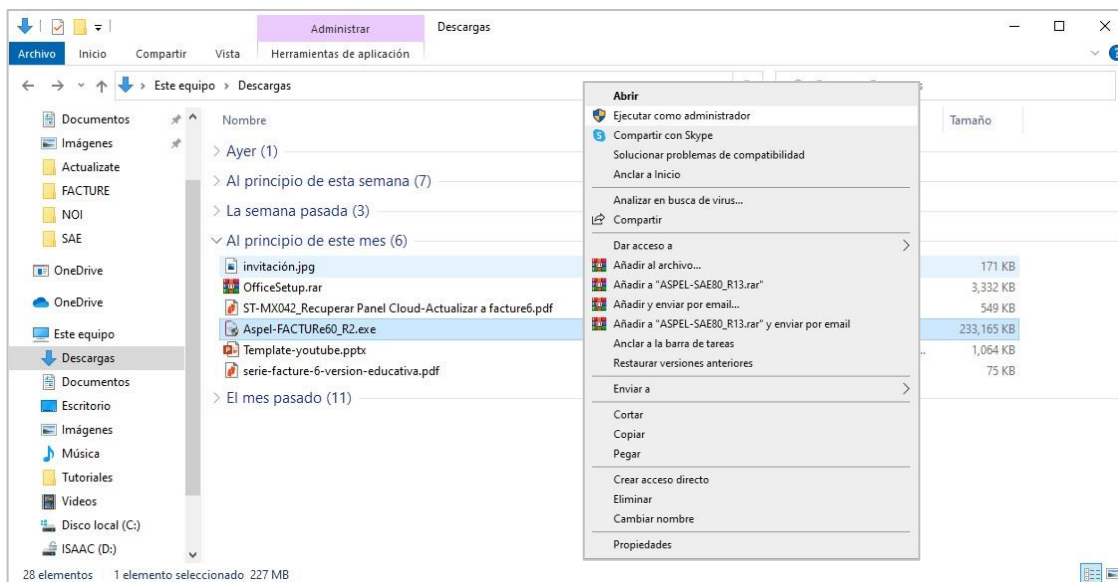 Administrar
Descargas
Archivo
Inicio
Compartir
Vista
Herramientas de aplicación
Este equipo > Descargas
Documentos
Imágenes
Actualizate
FACTURE
NOI
SAE
OneDrive
OneDrive
Este equipo
Descargas
Documentos
Escritorio
Imágenes
Música
Tutoriales
Videos
Disco local (C:)
ISAAC (D:)
Nombre
Tamaño
Ayer (1)
Al principio de esta semana (7)
La semana pasada (3)
Al principio de este mes (6)
invitación.jpg
171 KB
OfficeSetup.rar
3,332 KB
ST-MX042_Recuperar Panel Cloud-Actualizar a facture6.pdf
549 KB
Aspel-FACTURe60_R2.exe
233,165 KB
Template-youtube.pptx
1,064 KB
serie-facture-6-version-educativa.pdf
75 KB
El mes pasado (11)
Abrir
Ejecutar como administrador
Compartir con Skype
Solucionar problemas de compatibilidad
Anclar a Inicio
Analizar en busca de virus...
Compartir
Dar acceso a
Añadir al archivo...
Añadir a "ASPEL-SAE80_R13.rar"
Añadir y enviar por email...
Añadir a "ASPEL-SAE80_R13.rar" y enviar por email
Anclar a la barra de tareas
Restaurar versiones anteriores
Enviar a
Cortar
Copiar
Pegar
Crear acceso directo
Eliminar
Cambiar nombre
Propiedades
28 elementos
1 elemento seleccionado 227 MB